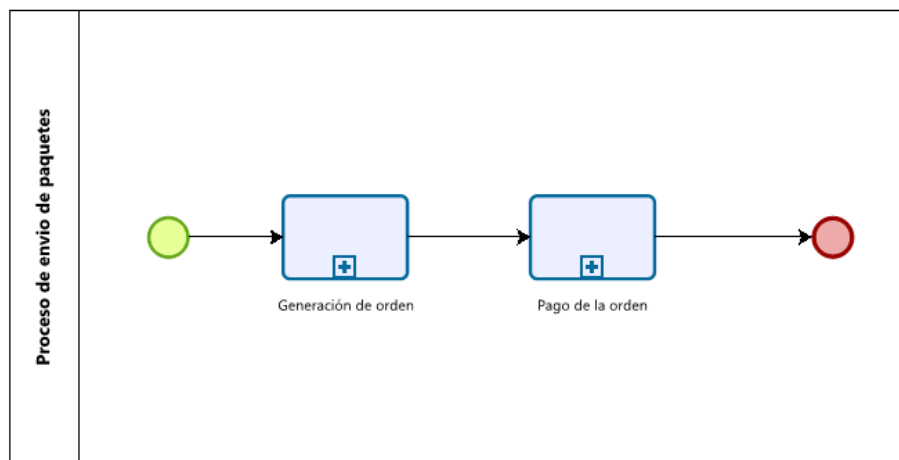 Proceso de envio de paquetes
Generación de orden
Pago de la orden